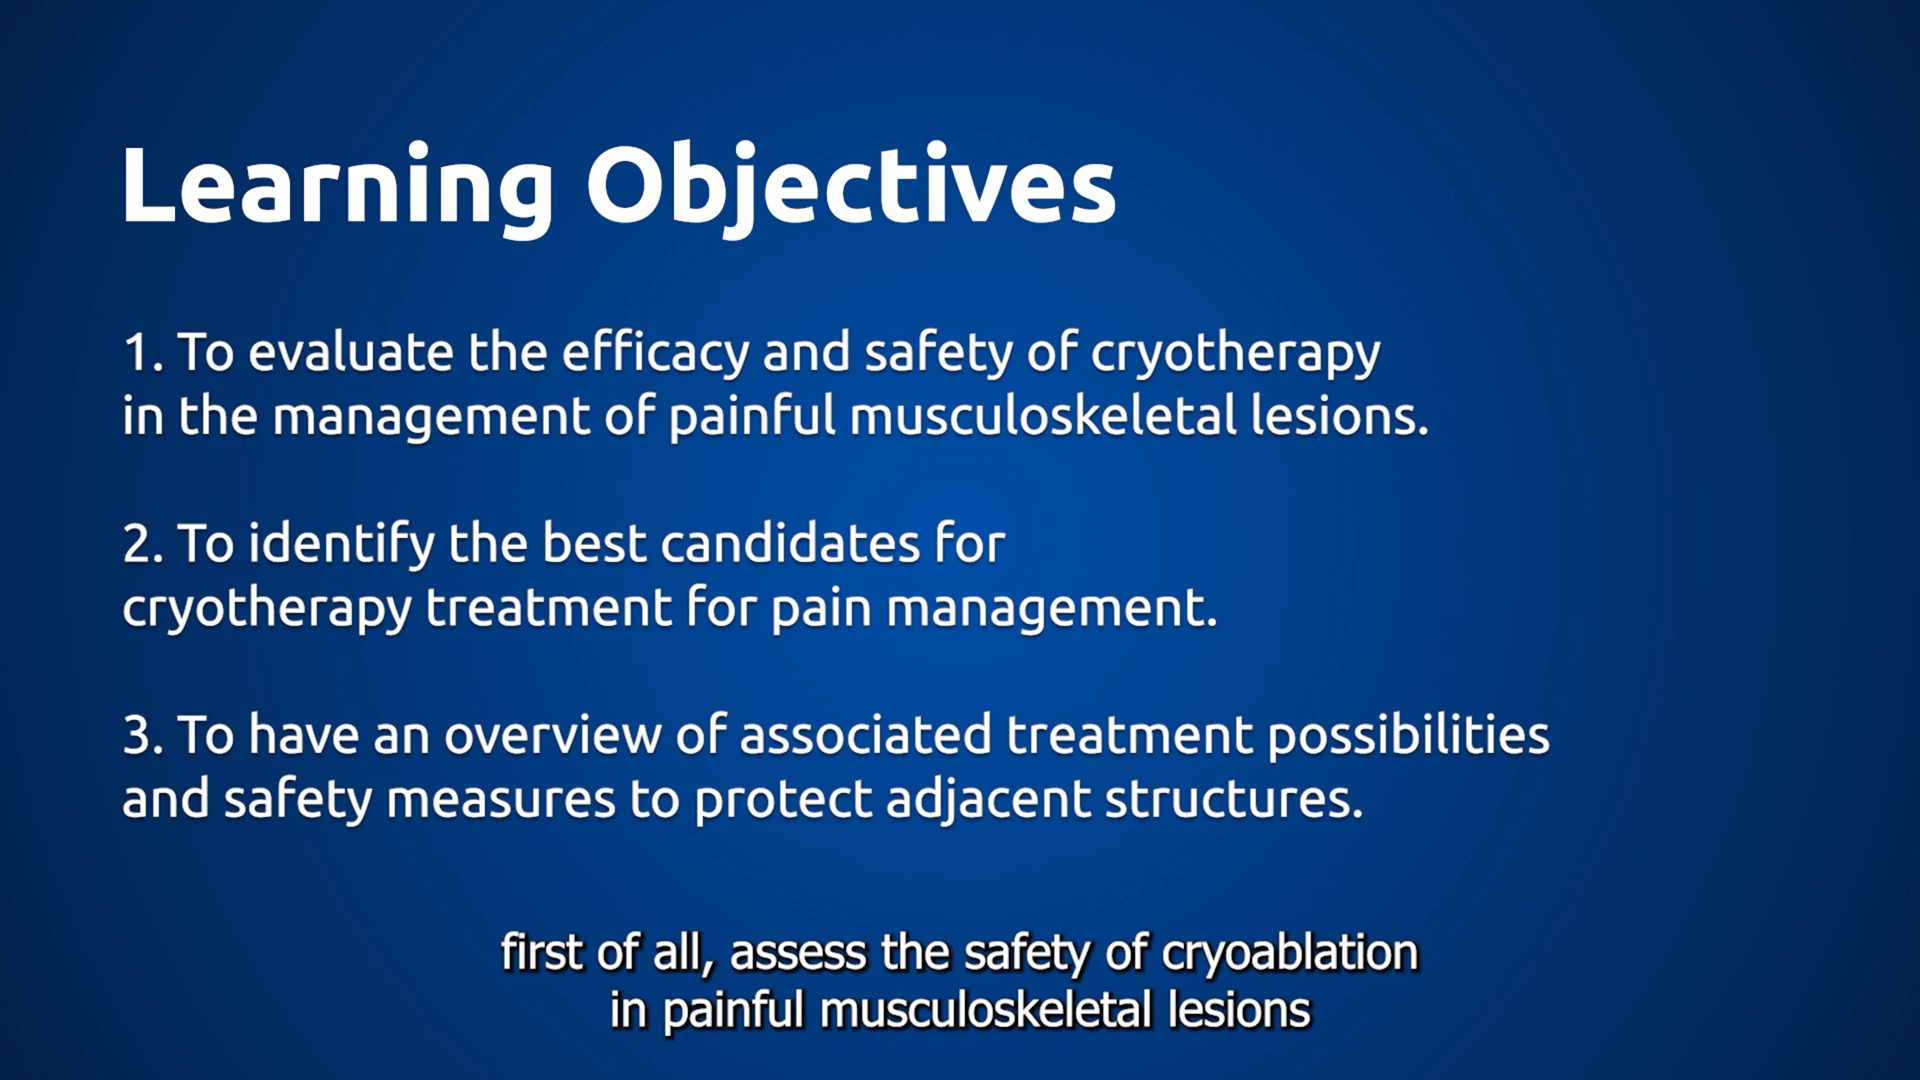 Learning Objectives
1. To evaluate the efficacy and safety of cryotherapy
in the management of painful musculoskeletal lesions.
2. To identify the best candidates for
cryotherapy treatment for pain management.
3. To have an overview of associated treatment possibilities
and safety measures to protect adjacent structures.
first of all, assess the safety of cryoablation
in painful musculoskeletal lesions